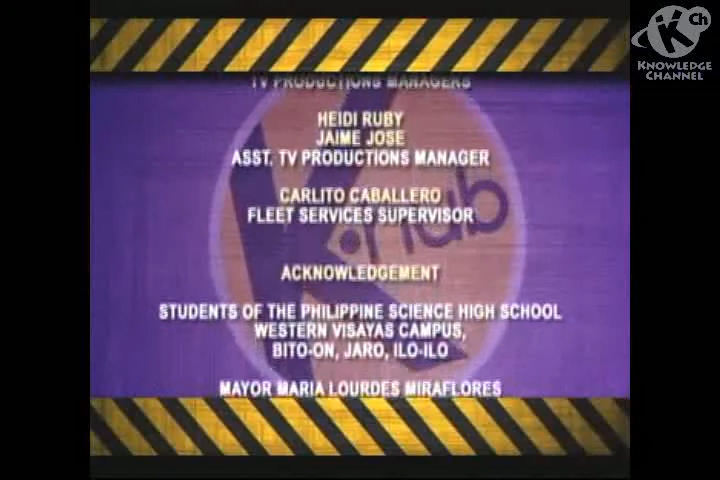 Ch
K
KNOWLEDGE
CHANNEL
TV PRODUCTIONS MANAGERS
HEIDI RUBY
JAIME JOSE
ASST. TV PRODUCTIONS MANAGER
CARLITO CABALLERO
FLEET SERVICES SUPERVISOR
K•hub
ACKNOWLEDGEMENT
STUDENTS OF THE PHILIPPINE SCIENCE HIGH SCHOOL
WESTERN VISAYAS CAMPUS,
BITO-ON, JARO, ILO-ILO
MAYOR MARIA LOURDES MIRAFLORES